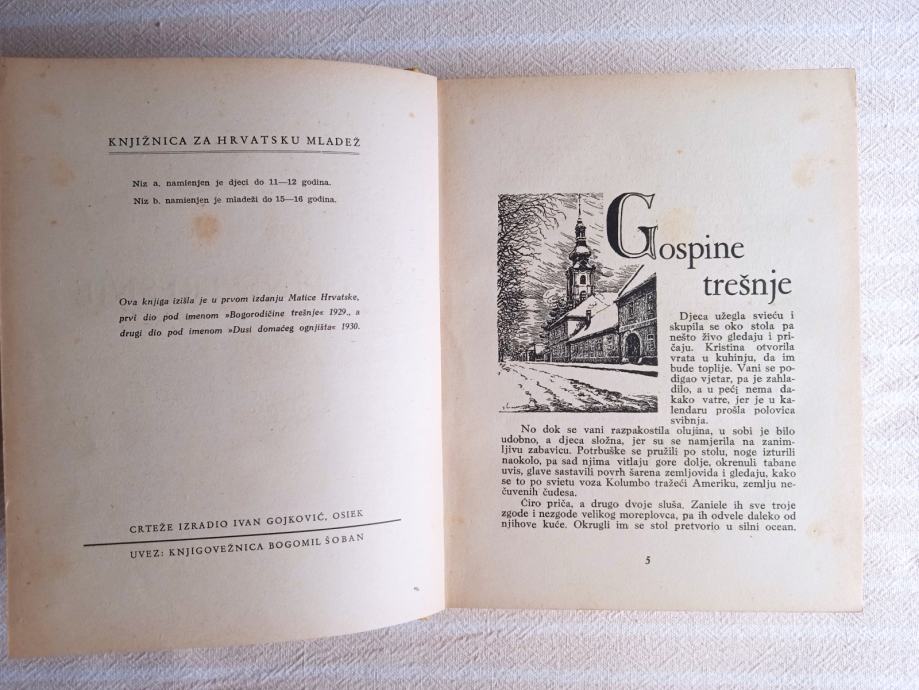 KNJIŽNICA ZA HRVATSKU MLADEŽ
Niz a. namienjen je djeci do 11—12 godina.
Niz b. namienjen je mladeži do 15—16 godina.
Ova knjiga izišla je u prvom izdanju Matice Hrvatske,
prvi dio pod imenom »Bogorodičine trešnje« 1929., a
drugi dio pod imenom »Dusi domaćeg ognjišta« 1930.
CRTEŽE IZRADIO IVAN GOJKOVIĆ, OSIEK
UVEZ: KNJIGOVEŽNICA BOGOMIL ŠOBAN
Gospine
trešnje
Djeca užegla svieću i
skupila se oko stola pa
nešto živo gledaju i pri-
čaju. Kristina otvorila
vrata u kuhinju, da im
bude toplije. Vani se po-
digao vjetar, pa je zahla-
dilo, a u peći nema da-
kako vatre, jer je u ka-
lendaru prošla polovica
svibnja.
No dok se vani razpakostila olujina, u sobi je bilo
udobno, a djeca složna, jer su se namjerila na zanim-
ljivu zabavicu. Potrbuške se pružili po stolu, noge izturili
naokolo, pa sad njima vitlaju gore dolje, okrenuli tabane
uvis, glave sastavili povrh šarena zemljovida i gledaju, kako
se to po svietu voza Kolumbo tražeći Ameriku, zemlju ne-
čuvenih čudesa.
Ćiro priča, a drugo dvoje sluša. Zaniele ih sve troje
zgode i nezgode velikog moreplovca, pa ih odvele daleko od
njihove kuće. Okrugli im se stol pretvorio u silni ocean.
5